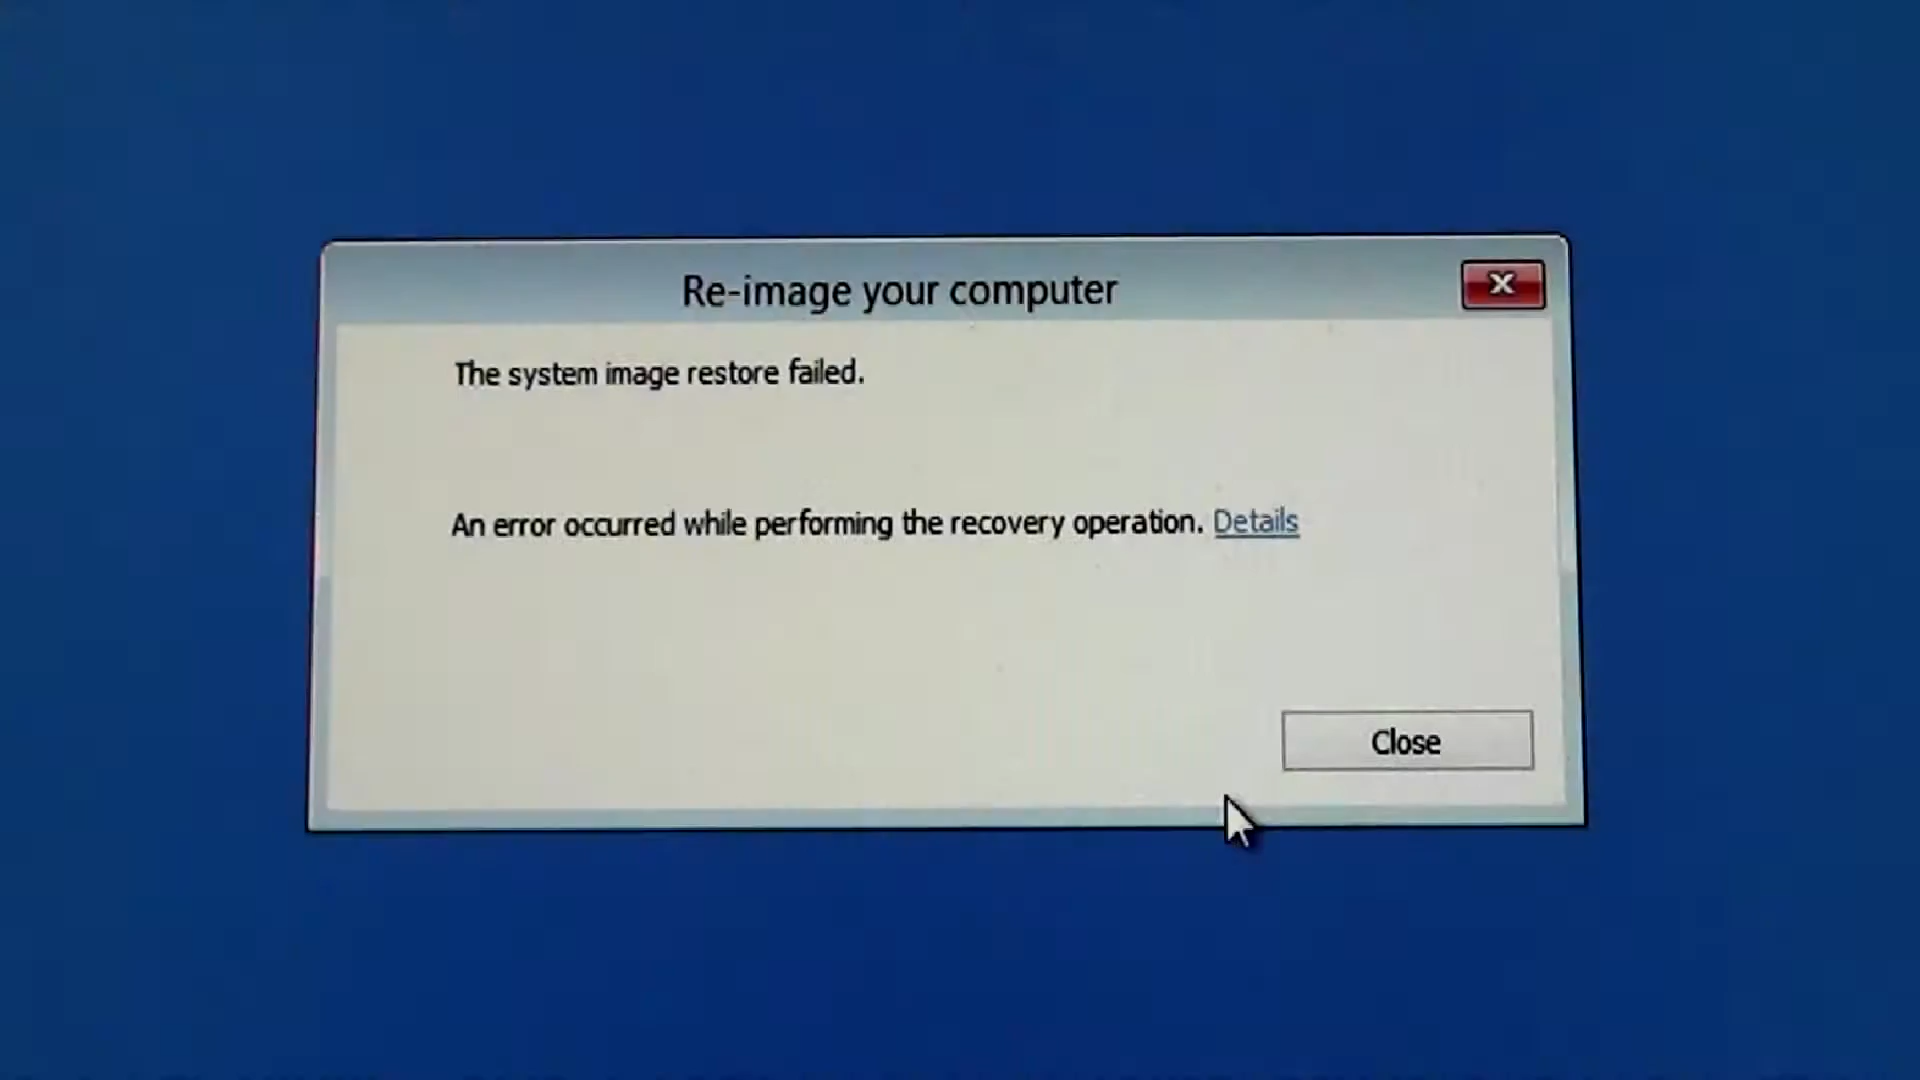 Re-image your computer
The system image restore failed.
An error occurred while performing the recovery operation. Details
Close